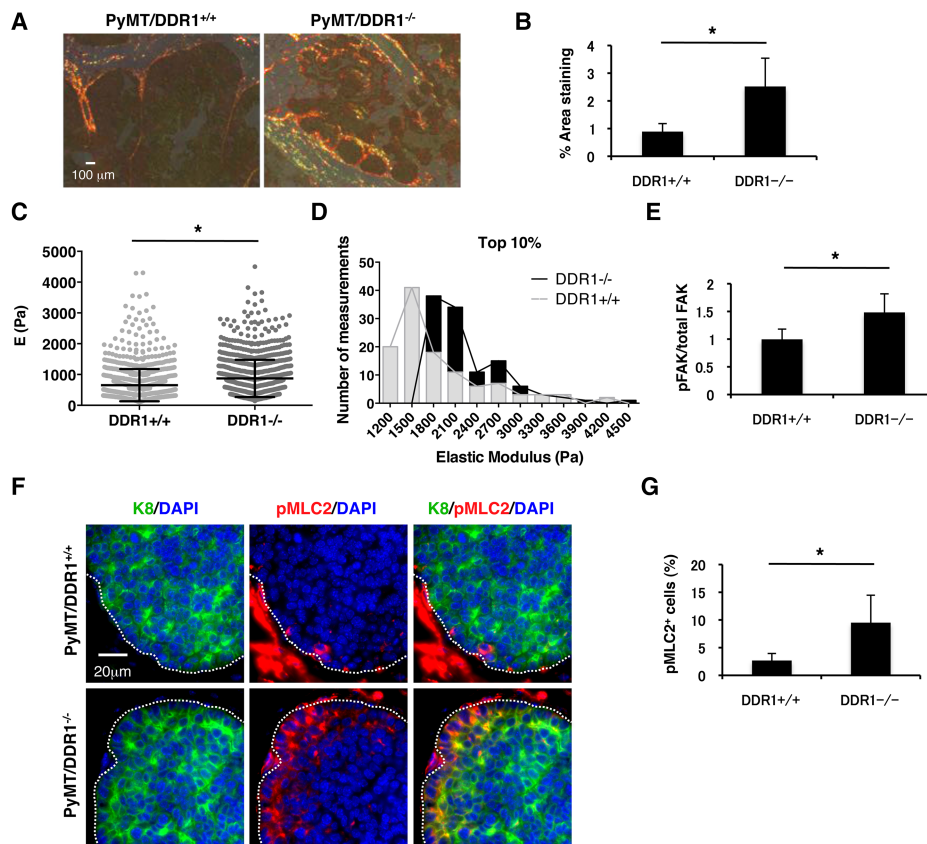 A
PyMT/DDR1+/+
PyMT/DDR1-/-
100 μm
B
% Area staining
4
3
2
1
0
*
DDR1+/+
DDR1−/−
C
E (Pa)
5000
4000
3000
2000
1000
0
*
DDR1+/+
DDR1-/-
D
Top 10%
Number of measurements
50
40
30
20
10
0
DDR1-/-
DDR1+/+
1200
1500
1800
2100
2400
2700
3000
3300
3600
3900
4200
4500
Elastic Modulus (Pa)
E
pFAK/total FAK
2
1.5
1
0.5
0
*
DDR1+/+
DDR1−/−
F
K8/DAPI
pMLC2/DAPI
K8/pMLC2/DAPI
PyMT/DDR1+/+
20μm
PyMT/DDR1-/-
G
pMLC2+ cells (%)
20
15
10
5
0
*
DDR1+/+
DDR1−/−